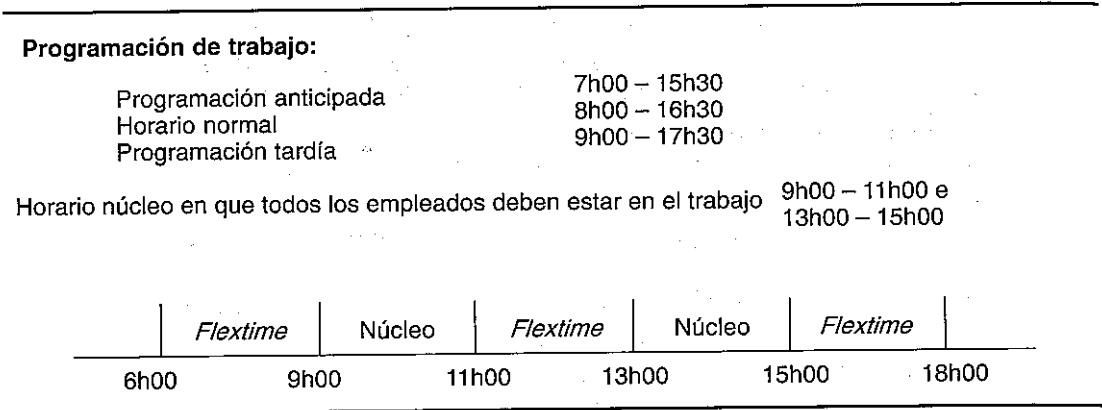 Programación de trabajo:
Programación anticipada 7h00 – 15h30
Horario normal 8h00 – 16h30
Programación tardía 9h00 – 17h30
Horario núcleo en que todos los empleados deben estar en el trabajo 9h00 – 11h00 e
13h00 – 15h00
Flextime Núcleo Flextime Núcleo Flextime
6h00 9h00 11h00 13h00 15h00 18h00